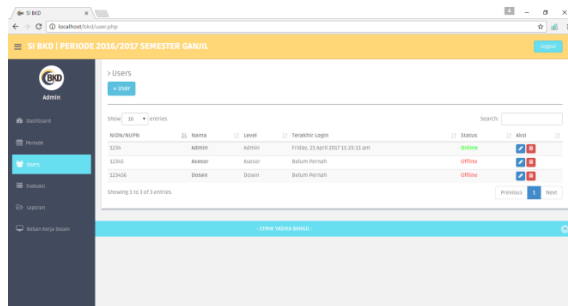 SI BKD
localhost/bkd/user.php
SI BKD | PERIODE 2016/2017 SEMESTER GANJIL
Logout
BKD
Admin
Dashboard
Periode
Users
Evaluasi
Laporan
Beban Kerja Dosen
> Users
+ User
Show 10 entries
Search:
NIDN/NUPN Nama Level Terakhir Login Status Aksi
1234 Admin Admin Friday, 21 April 2017 11:25:11 am Online
12345 Asesor Asesor Belum Pernah Offline
123456 Dosen Dosen Belum Pernah Offline
Showing 1 to 3 of 3 entries
Previous 1 Next